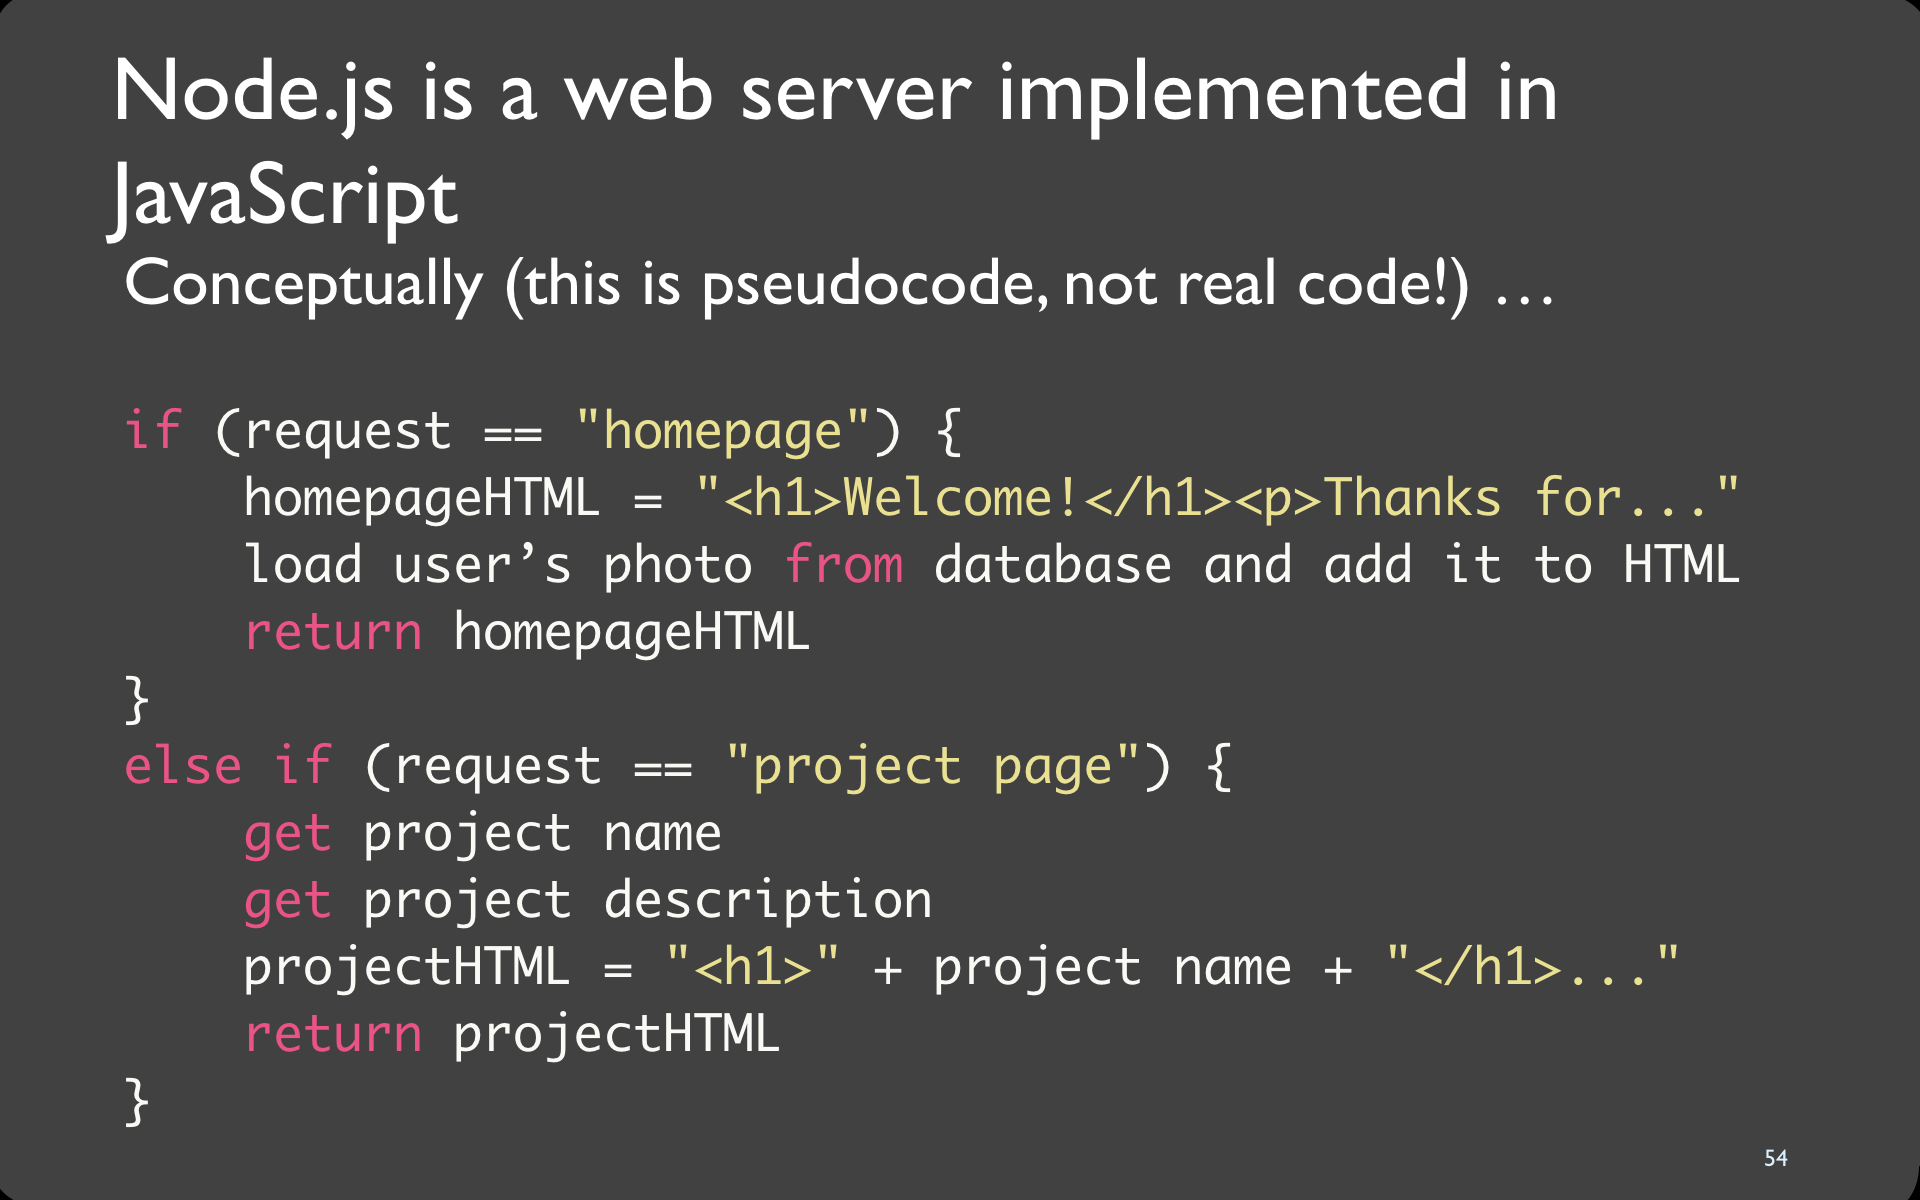 Node.js is a web server implemented in
JavaScript
Conceptually (this is pseudocode, not real code!) …
if (request == "homepage") {
    homepageHTML = "<h1>Welcome!</h1><p>Thanks for..."
    load user’s photo from database and add it to HTML
    return homepageHTML
}
else if (request == "project page") {
    get project name
    get project description
    projectHTML = "<h1>" + project name + "</h1>..."
    return projectHTML
}
54